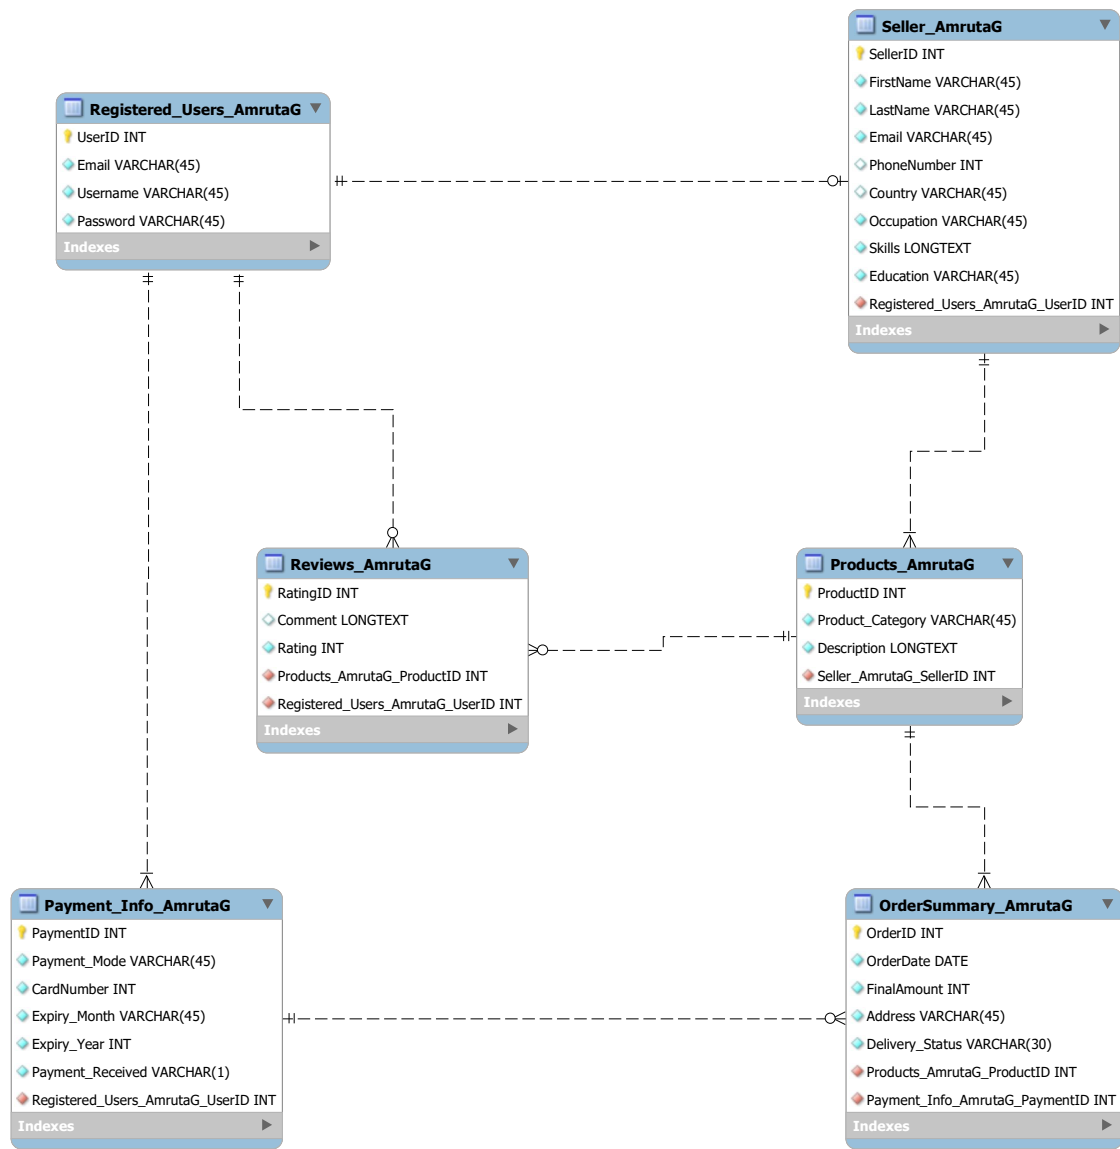 Seller_AmrutaG
SellerID INT
FirstName VARCHAR(45)
LastName VARCHAR(45)
Email VARCHAR(45)
PhoneNumber INT
Country VARCHAR(45)
Occupation VARCHAR(45)
Skills LONGTEXT
Education VARCHAR(45)
Registered_Users_AmrutaG_UserID INT
Indexes
Registered_Users_AmrutaG
UserID INT
Email VARCHAR(45)
Username VARCHAR(45)
Password VARCHAR(45)
Indexes
Reviews_AmrutaG
RatingID INT
Comment LONGTEXT
Rating INT
Products_AmrutaG_ProductID INT
Registered_Users_AmrutaG_UserID INT
Indexes
Products_AmrutaG
ProductID INT
Product_Category VARCHAR(45)
Description LONGTEXT
Seller_AmrutaG_SellerID INT
Indexes
Payment_Info_AmrutaG
PaymentID INT
Payment_Mode VARCHAR(45)
CardNumber INT
Expiry_Month VARCHAR(45)
Expiry_Year INT
Payment_Received VARCHAR(1)
Registered_Users_AmrutaG_UserID INT
Indexes
OrderSummary_AmrutaG
OrderID INT
OrderDate DATE
FinalAmount INT
Address VARCHAR(45)
Delivery_Status VARCHAR(30)
Products_AmrutaG_ProductID INT
Payment_Info_AmrutaG_PaymentID INT
Indexes